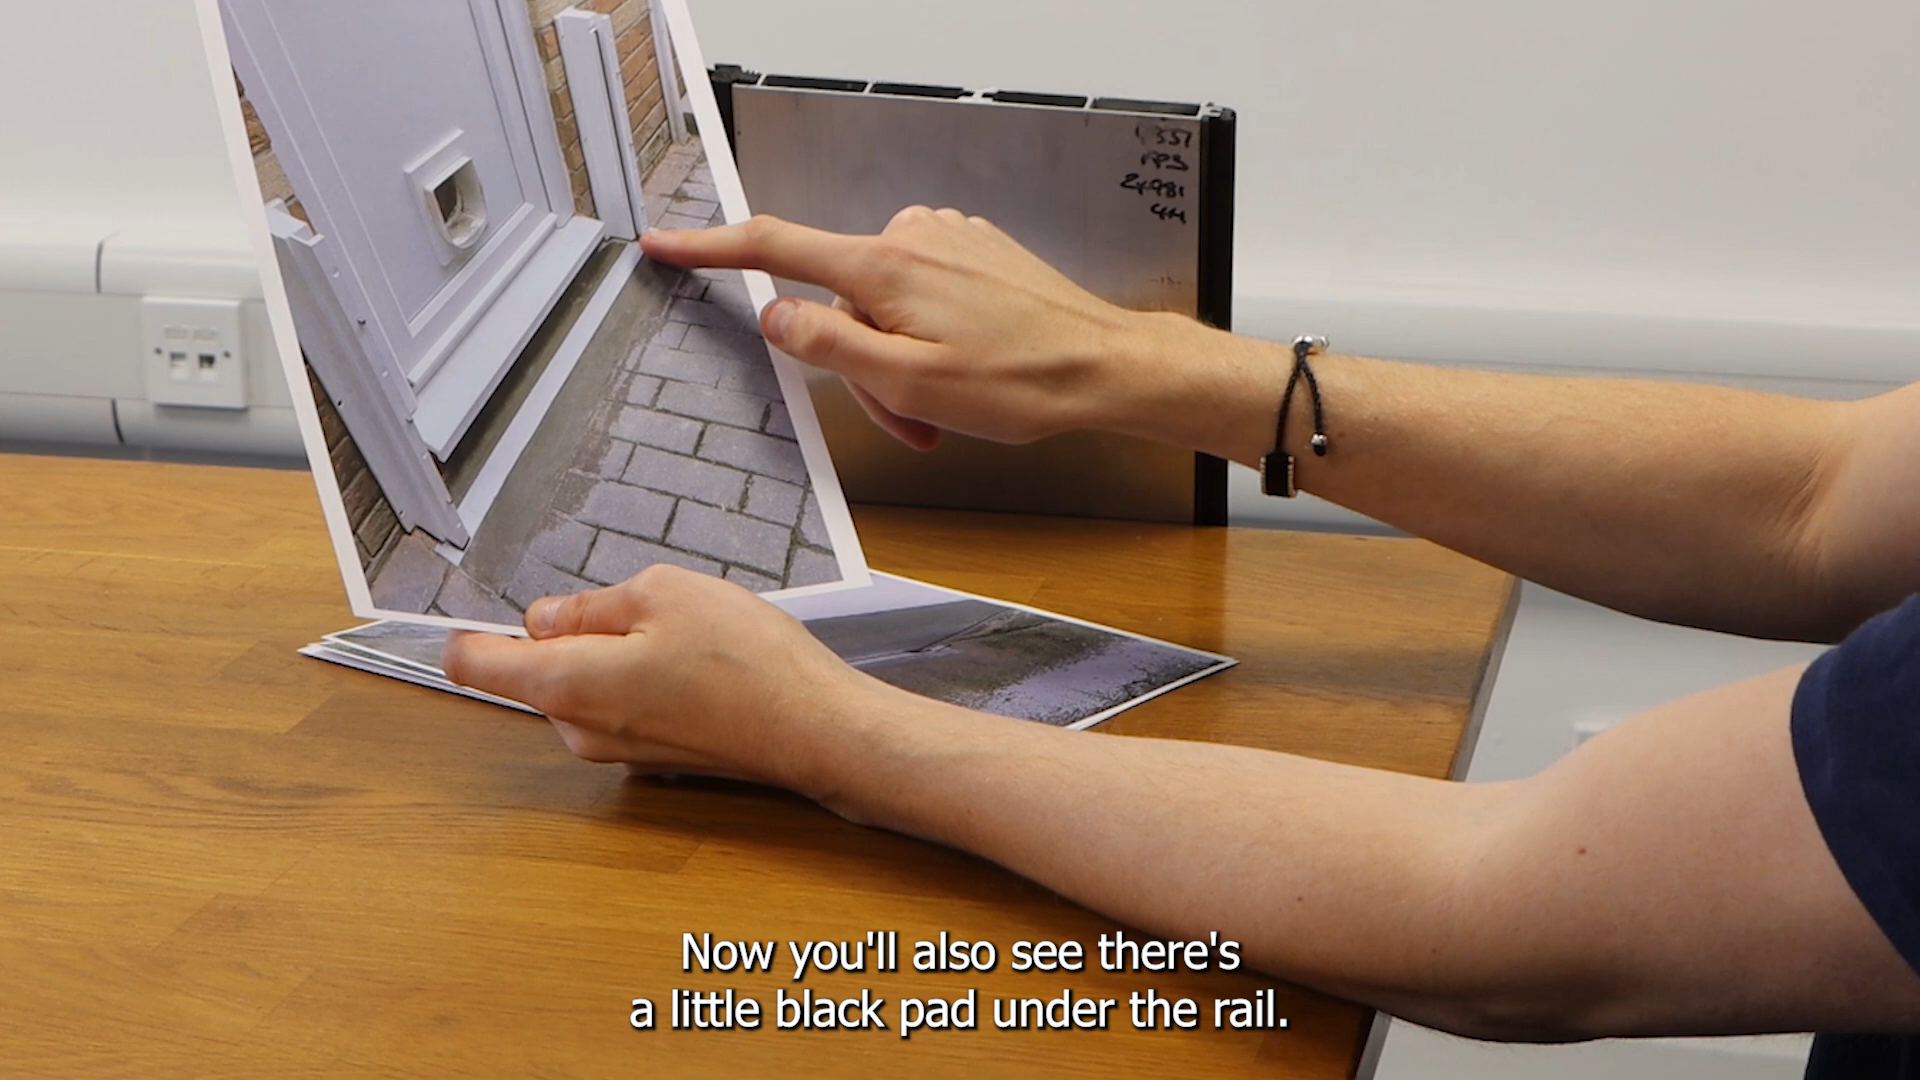 Now you'll also see there's
a little black pad under the rail.